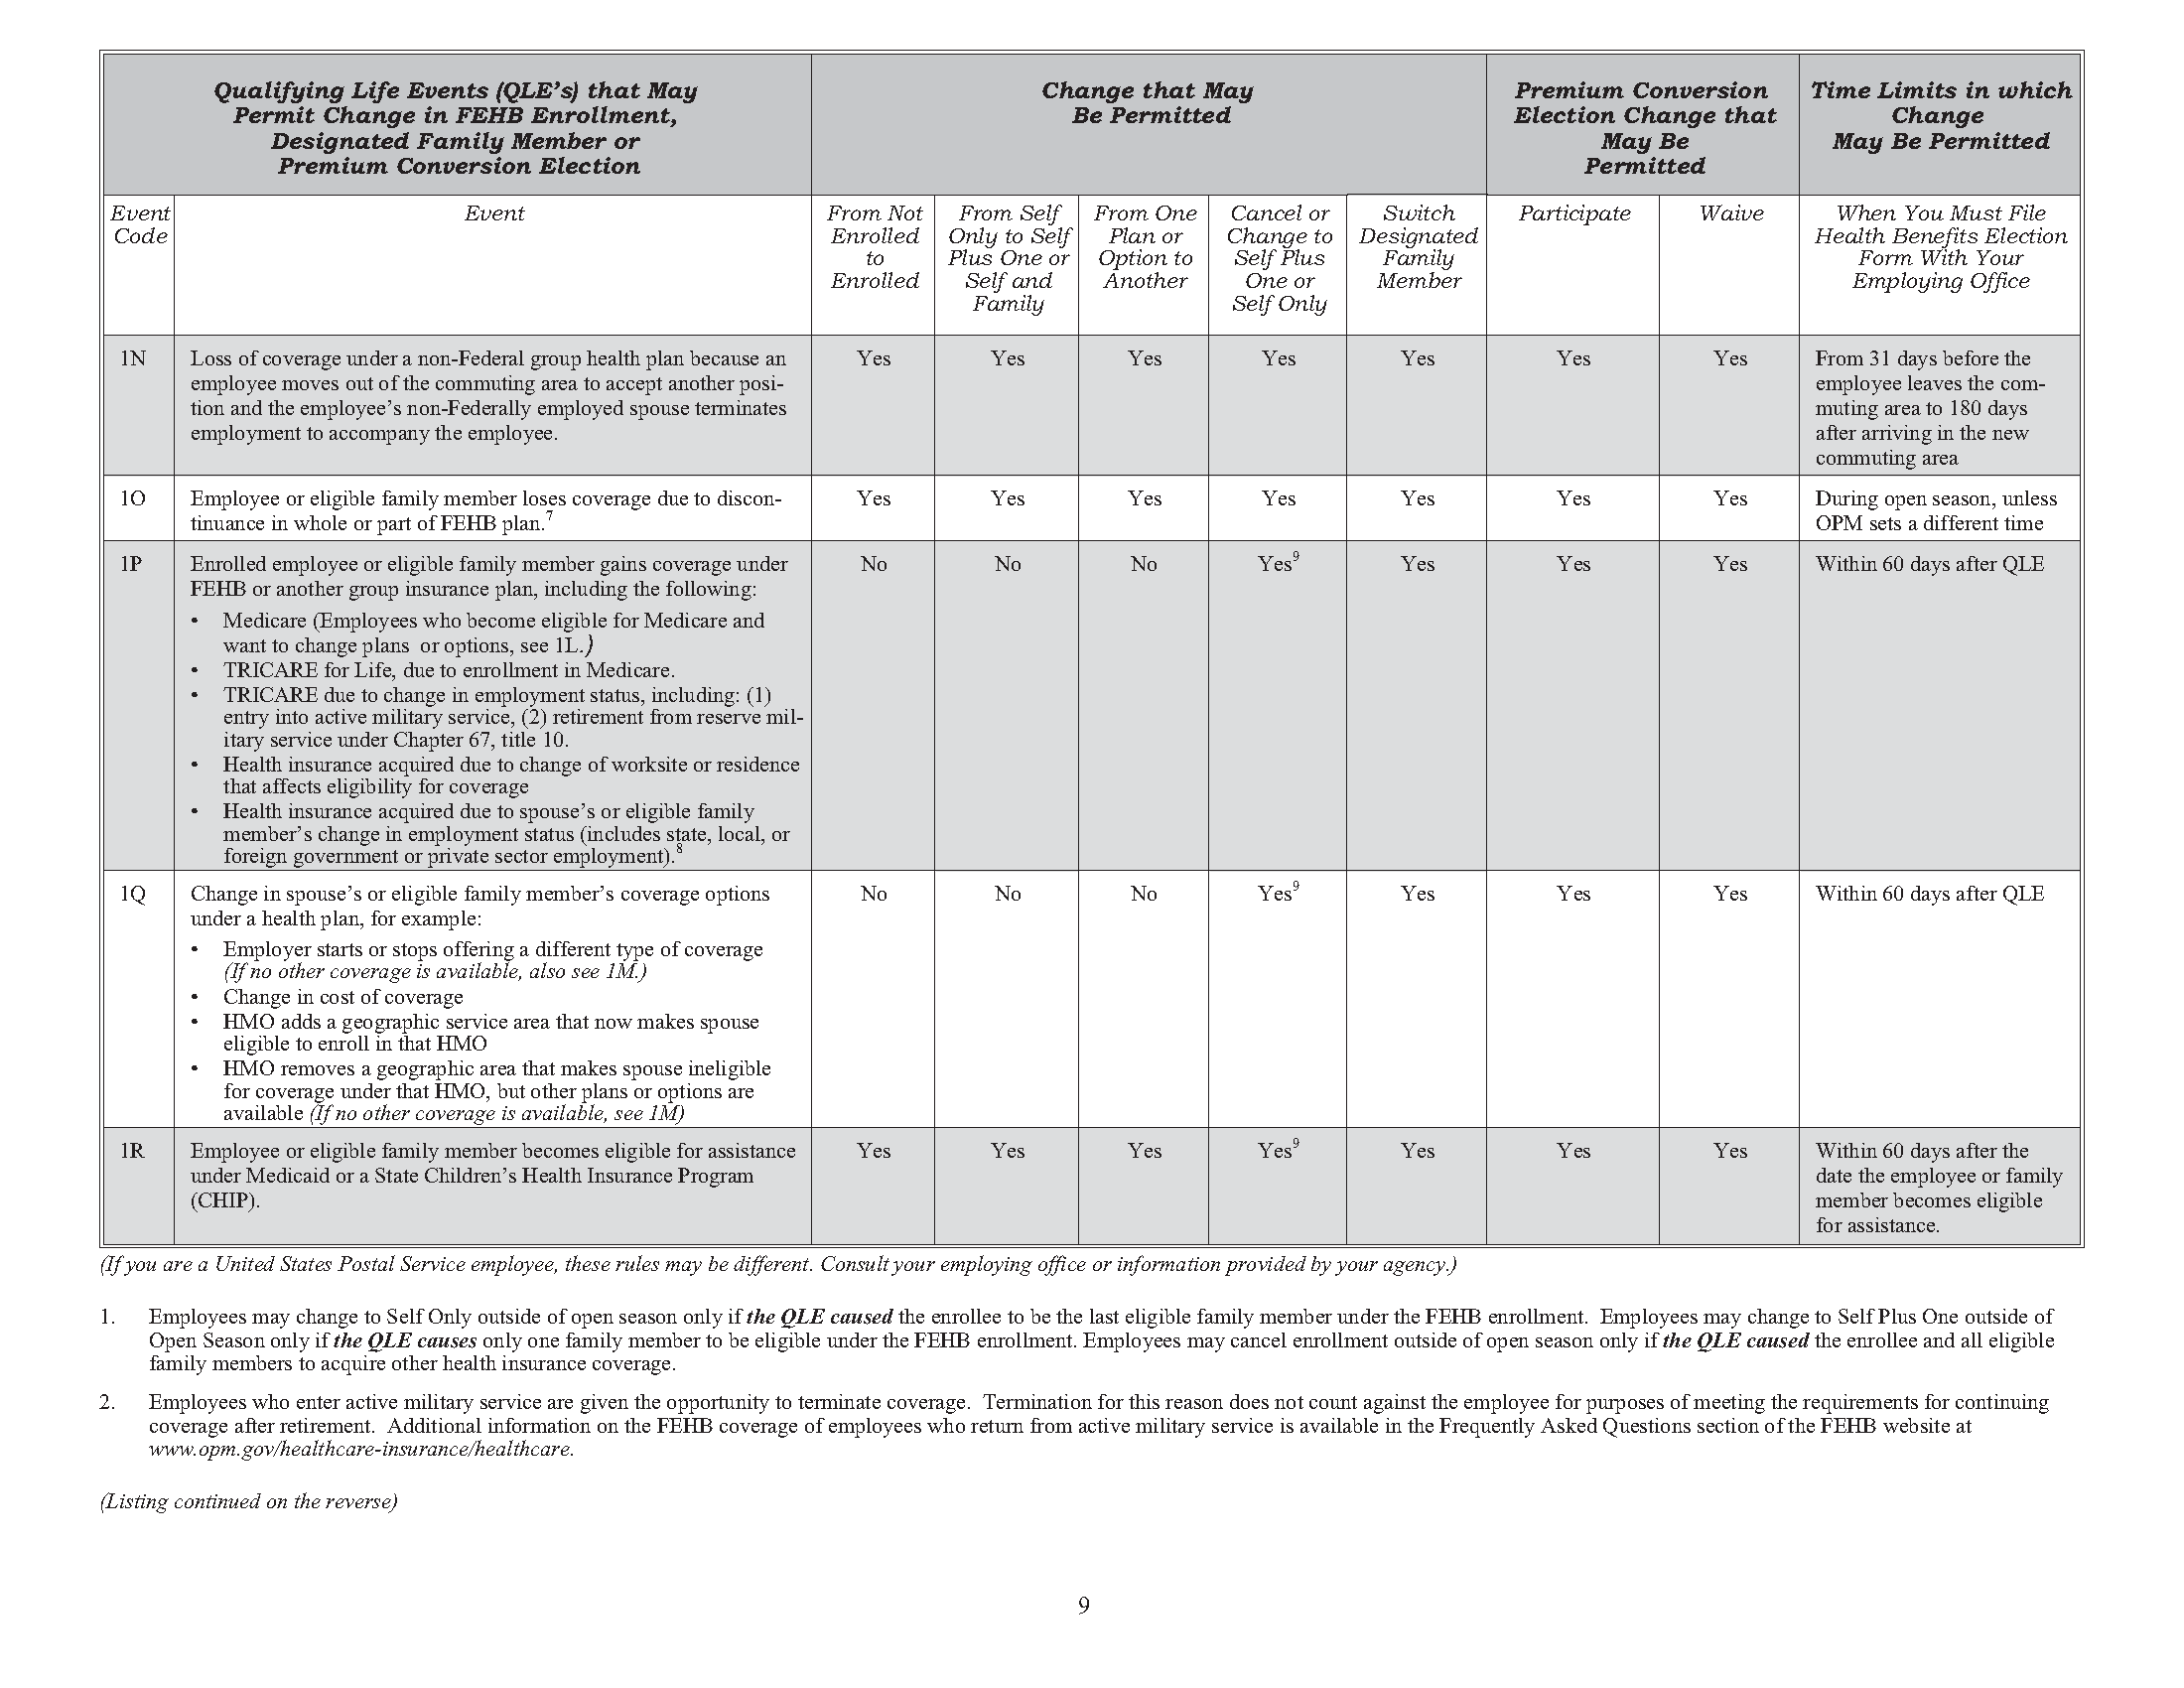 Qualifying Life Events (QLE’s) that May
Permit Change in FEHB Enrollment,
Designated Family Member or
Premium Conversion Election
Change that May
Be Permitted
Premium Conversion
Election Change that
May Be
Permitted
Time Limits in which
Change
May Be Permitted
Event
Code
Event
From Not
Enrolled
to
Enrolled
From Self
Only to Self
Plus One or
Self and
Family
From One
Plan or
Option to
Another
Cancel or
Change to
Self Plus
One or
Self Only
Switch
Designated
Family
Member
Participate
Waive
When You Must File
Health Benefits Election
Form With Your
Employing Office
1N
Loss of coverage under a non-Federal group health plan because an
employee moves out of the commuting area to accept another posi-
tion and the employee’s non-Federally employed spouse terminates
employment to accompany the employee.
Yes
Yes
Yes
Yes
Yes
Yes
Yes
From 31 days before the
employee leaves the com-
muting area to 180 days
after arriving in the new
commuting area
1O
Employee or eligible family member loses coverage due to discon-
tinuance in whole or part of FEHB plan.7
Yes
Yes
Yes
Yes
Yes
Yes
Yes
During open season, unless
OPM sets a different time
1P
Enrolled employee or eligible family member gains coverage under
FEHB or another group insurance plan, including the following:
• Medicare (Employees who become eligible for Medicare and
want to change plans  or options, see 1L.)
• TRICARE for Life, due to enrollment in Medicare.
• TRICARE due to change in employment status, including: (1)
entry into active military service, (2) retirement from reserve mil-
itary service under Chapter 67, title 10.
• Health insurance acquired due to change of worksite or residence
that affects eligibility for coverage
• Health insurance acquired due to spouse’s or eligible family
member’s change in employment status (includes state, local, or
foreign government or private sector employment).8
No
No
No
Yes9
Yes
Yes
Yes
Within 60 days after QLE
1Q
Change in spouse’s or eligible family member’s coverage options
under a health plan, for example:
• Employer starts or stops offering a different type of coverage
(If no other coverage is available, also see 1M.)
• Change in cost of coverage
• HMO adds a geographic service area that now makes spouse
eligible to enroll in that HMO
• HMO removes a geographic area that makes spouse ineligible
for coverage under that HMO, but other plans or options are
available (If no other coverage is available, see 1M)
No
No
No
Yes9
Yes
Yes
Yes
Within 60 days after QLE
1R
Employee or eligible family member becomes eligible for assistance
under Medicaid or a State Children’s Health Insurance Program
(CHIP).
Yes
Yes
Yes
Yes9
Yes
Yes
Yes
Within 60 days after the
date the employee or family
member becomes eligible
for assistance.
(If you are a United States Postal Service employee, these rules may be different. Consult your employing office or information provided by your agency.)
1. Employees may change to Self Only outside of open season only if the QLE caused the enrollee to be the last eligible family member under the FEHB enrollment.  Employees may change to Self Plus One outside of
Open Season only if the QLE causes only one family member to be eligible under the FEHB enrollment. Employees may cancel enrollment outside of open season only if the QLE caused the enrollee and all eligible
family members to acquire other health insurance coverage.
2. Employees who enter active military service are given the opportunity to terminate coverage.  Termination for this reason does not count against the employee for purposes of meeting the requirements for continuing
coverage after retirement.  Additional information on the FEHB coverage of employees who return from active military service is available in the Frequently Asked Questions section of the FEHB website at
www.opm.gov/healthcare-insurance/healthcare.
(Listing continued on the reverse)
9